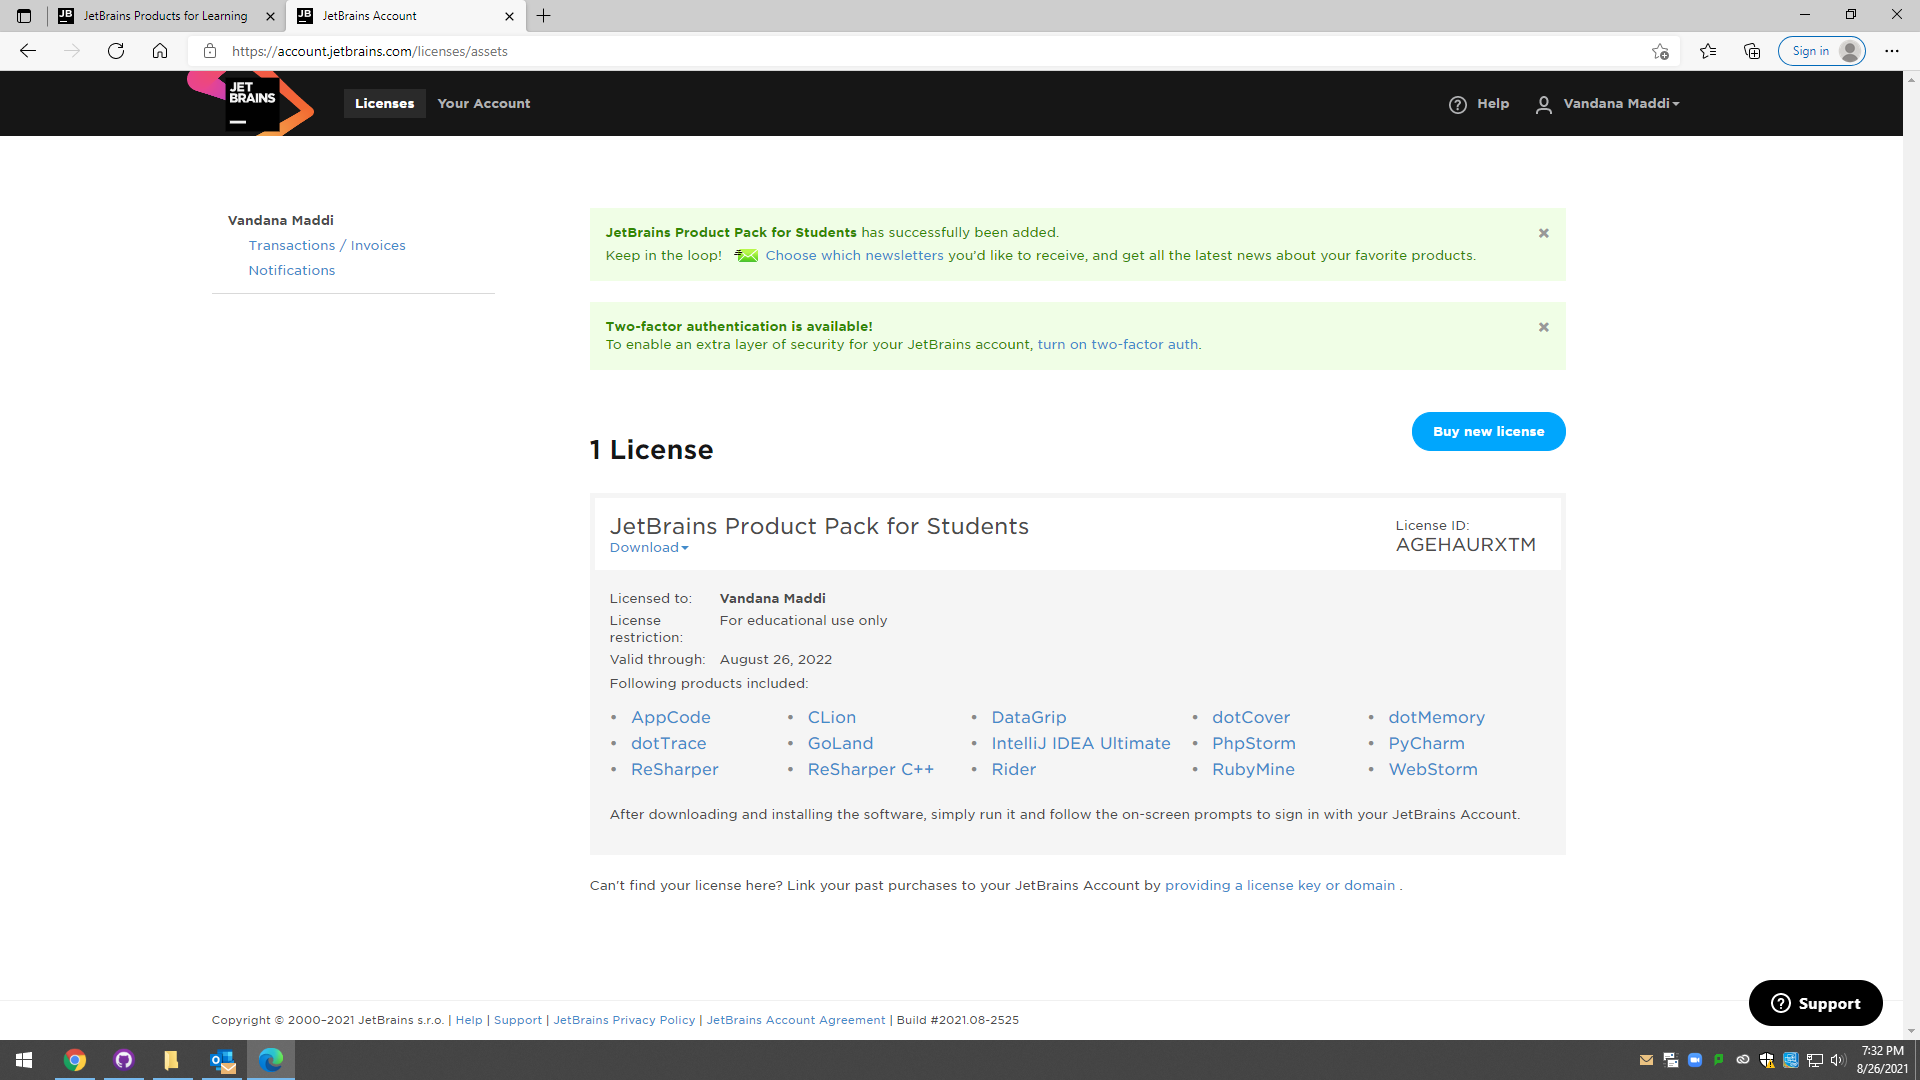 JetBrains Products for Learning
JetBrains Account
https://account.jetbrains.com/licenses/assets
Sign in
JET
BRAINS
Licenses
Your Account
Help
Vandana Maddi
Vandana Maddi
Transactions / Invoices
Notifications
JetBrains Product Pack for Students has successfully been added.
Keep in the loop! Choose which newsletters you'd like to receive, and get all the latest news about your favorite products.
Two-factor authentication is available!
To enable an extra layer of security for your JetBrains account, turn on two-factor auth.
1 License
Buy new license
JetBrains Product Pack for Students
Download
License ID:
AGEHAURXTM
Licensed to: Vandana Maddi
License restriction: For educational use only
Valid through: August 26, 2022
Following products included:
• AppCode • CLion • DataGrip • dotCover • dotMemory
• dotTrace • GoLand • IntelliJ IDEA Ultimate • PhpStorm • PyCharm
• ReSharper • ReSharper C++ • Rider • RubyMine • WebStorm
After downloading and installing the software, simply run it and follow the on-screen prompts to sign in with your JetBrains Account.
Can't find your license here? Link your past purchases to your JetBrains Account by providing a license key or domain .
Support
Copyright © 2000–2021 JetBrains s.r.o. | Help | Support | JetBrains Privacy Policy | JetBrains Account Agreement | Build #2021.08-2525
7:32 PM
8/26/2021